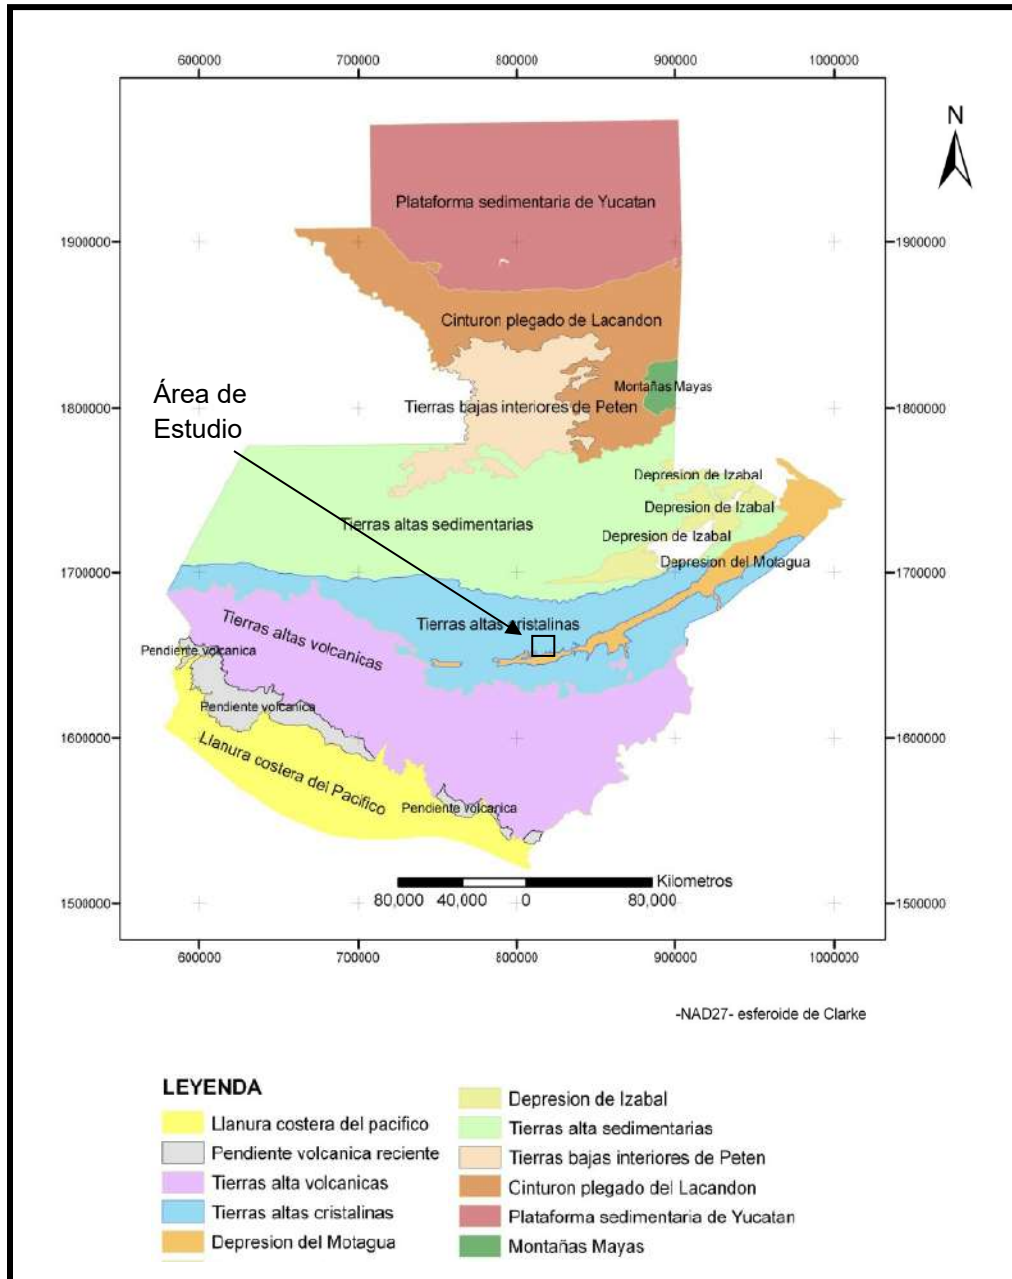 600000 700000 800000 900000 1000000
N
Plataforma sedimentaria de Yucatan
1900000 1900000
Cinturon plegado de Lacandon
Área de
Estudio
Montañas Mayas
1800000 Tierras bajas interiores de Peten 1800000
Depresion de Izabal
Depresion de Izabal
Tierras altas sedimentarias
Depresion de Izabal
Depresion del Motagua
1700000 1700000
Tierras altas cristalinas
Tierras altas volcanicas
Pendiente volcanica
Pendiente volcanica
1600000 1600000
Llanura costera del Pacifico
Pendiente volcanica
Kilometros
80,000 40,000 0 80,000
1500000 1500000
600000 700000 800000 900000 1000000
-NAD27- esferoide de Clarke
LEYENDA
Llanura costera del pacifico
Pendiente volcanica reciente
Tierras alta volcanicas
Tierras altas cristalinas
Depresion del Motagua
Depresion de Izabal
Tierras alta sedimentarias
Tierras bajas interiores de Peten
Cinturon plegado del Lacandon
Plataforma sedimentaria de Yucatan
Montañas Mayas